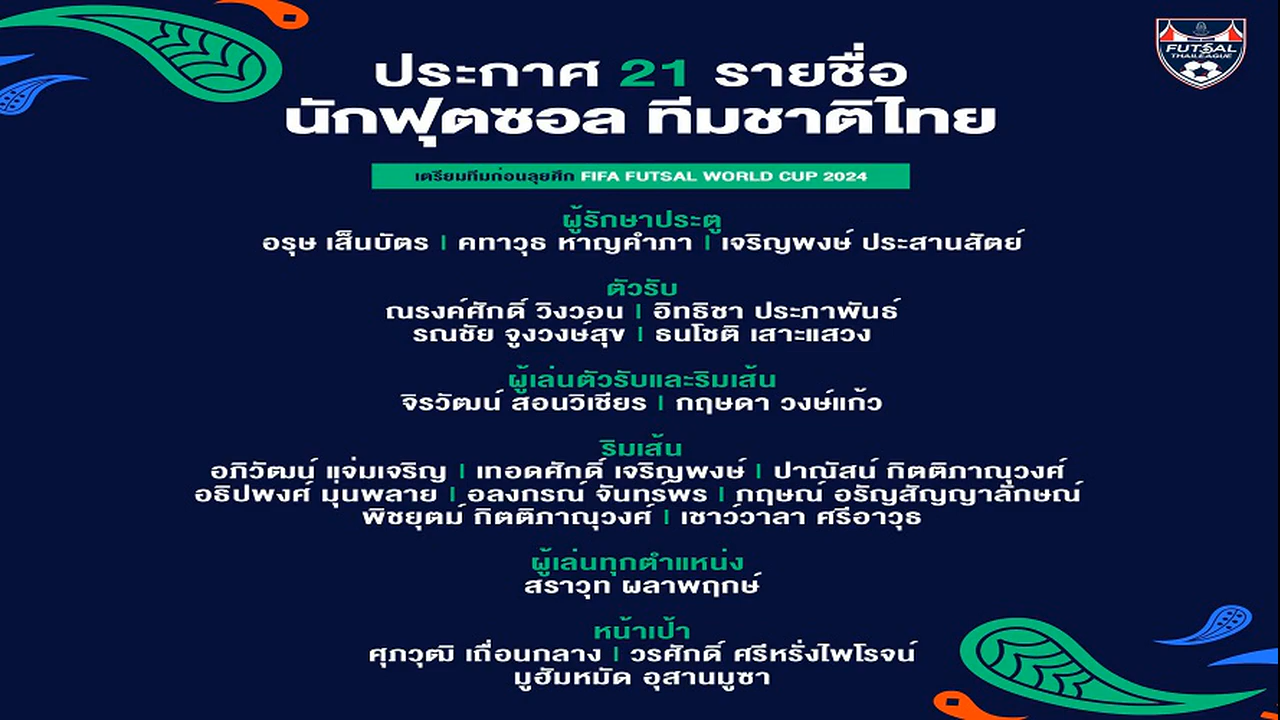 FUTSAL
THAILEAGUE
ประกาศ 21 รายชื่อ
นักฟุตซอล ทีมชาติไทย
เตรียมทีมก่อนลุยศึก FIFA FUTSAL WORLD CUP 2024
ผู้รักษาประตู
อรุษ เส็นบัตร | คทาวุธ หาญคำภา | เจริญพงษ์ ประสานสัตย์
ตัวรับ
ณรงค์ศักดิ์ วิงวอน | อิทธิชา ประภาพันธ์
รณชัย จูงวงษ์สุข | ธนโชติ เสาะแสวง
ผู้เล่นตัวรับและริมเส้น
จิรวัฒน์ สอนวิเชียร | กฤษดา วงษ์แก้ว
ริมเส้น
อภิวัฒน์ แจ่มเจริญ | เทอดศักดิ์ เจริญพงษ์ | ปาณัสน์ กิตติภาณุวงศ์
อธิปพงศ์ มุ่นพลาย | อลงกรณ์ จันทร์พร | กฤษณ์ อรัญสัญญาลักษณ์
พิชยุตม์ กิตติภาณุวงศ์ | เชาว์วาลา ศรีอาวุธ
ผู้เล่นทุกตำแหน่ง
สราวุท ผลาพฤกษ์
หน้าเป้า
ศุภวุฒิ เถื่อนกลาง | วรศักดิ์ ศรีหรั่งไพโรจน์
มูฮัมหมัด อุสานมูซา